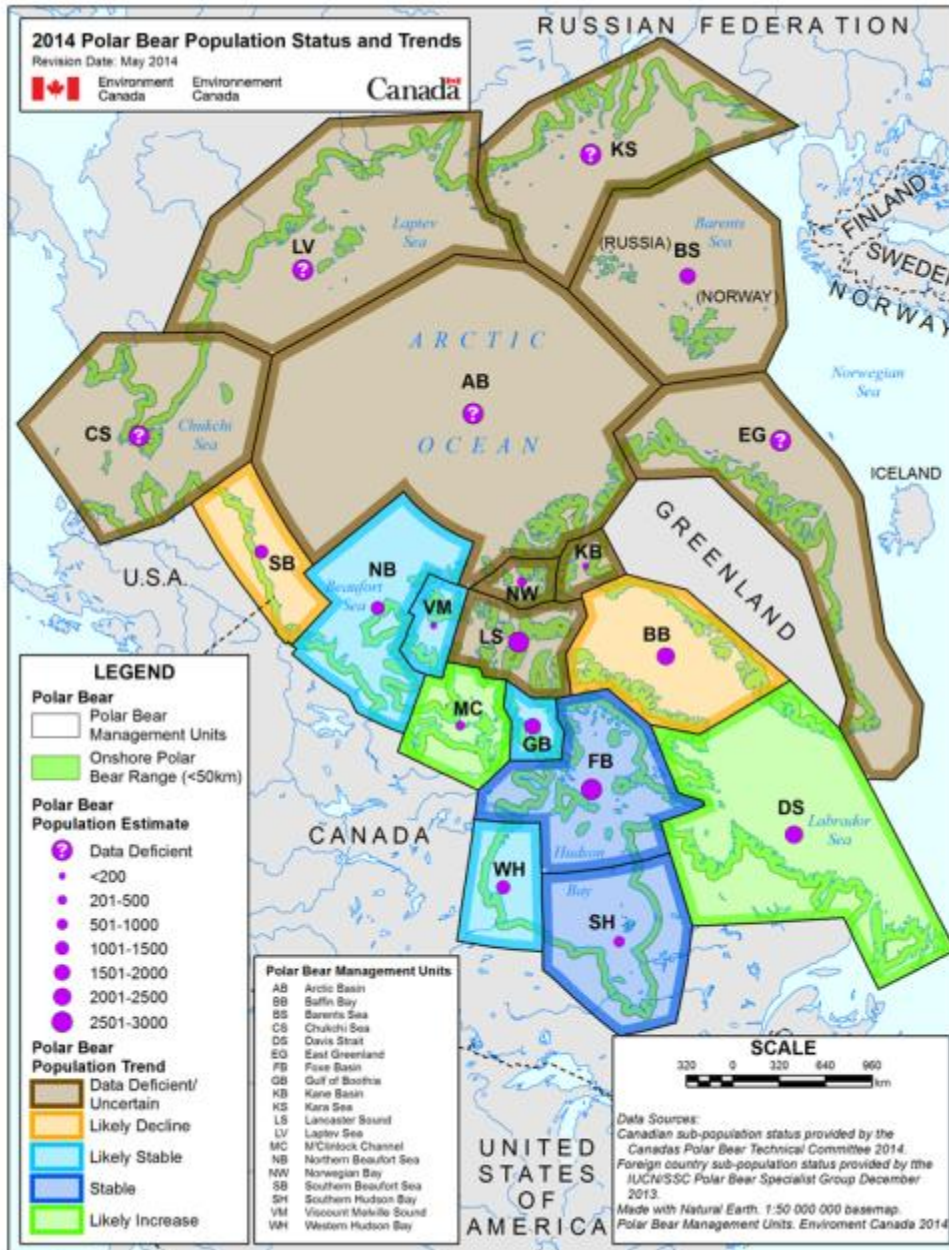 2014 Polar Bear Population Status and Trends
Revision Date: May 2014
Environment Canada
Environnement Canada
Canada
RUSSIAN FEDERATION
KS
?
FINLAND
SWEDEN
NORWAY
Laptev Sea
LV
?
Barents Sea
(RUSSIA)
BS
(NORWAY)
ARCTIC
OCEAN
AB
?
Norwegian Sea
CS
?
Chukchi Sea
EG
?
ICELAND
GREENLAND
U.S.A.
SB
NB
Beaufort Sea
VM
NW
KB
LS
BB
MC
GB
FB
DS
Labrador Sea
CANADA
Hudson
Bay
WH
SH
UNITED
STATES
OF
AMERICA
LEGEND
Polar Bear
Polar Bear
Management Units
Onshore Polar
Bear Range (<50km)
Polar Bear
Population Estimate
? Data Deficient
<200
201-500
501-1000
1001-1500
1501-2000
2001-2500
2501-3000
Polar Bear
Population Trend
Data Deficient/
Uncertain
Likely Decline
Likely Stable
Stable
Likely Increase
Polar Bear Management Units
AB Arctic Basin
BB Baffin Bay
BS Barents Sea
CS Chukchi Sea
DS Davis Strait
EG East Greenland
FB Foxe Basin
GB Gulf of Boothia
KB Kane Basin
KS Kara Sea
LS Lancaster Sound
LV Laptev Sea
MC M'Clintock Channel
NB Northern Beaufort Sea
NW Norwegian Bay
SB Southern Beaufort Sea
SH Southern Hudson Bay
VM Viscount Melville Sound
WH Western Hudson Bay
SCALE
320 0 320 640 960
km
Data Sources:
Canadian sub-population status provided by the
Canadas Polar Bear Technical Committee 2014.
Foreign country sub-population status provided by tthe
IUCN/SSC Polar Bear Specialist Group December
2013.
Made with Natural Earth. 1:50 000 000 basemap.
Polar Bear Management Units. Enviroment Canada 2014